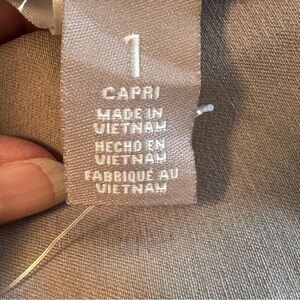 1
CAPRI
MADE IN
VIETNAM
HECHO EN
VIETNAM
FABRIQUÉ AU
VIETNAM